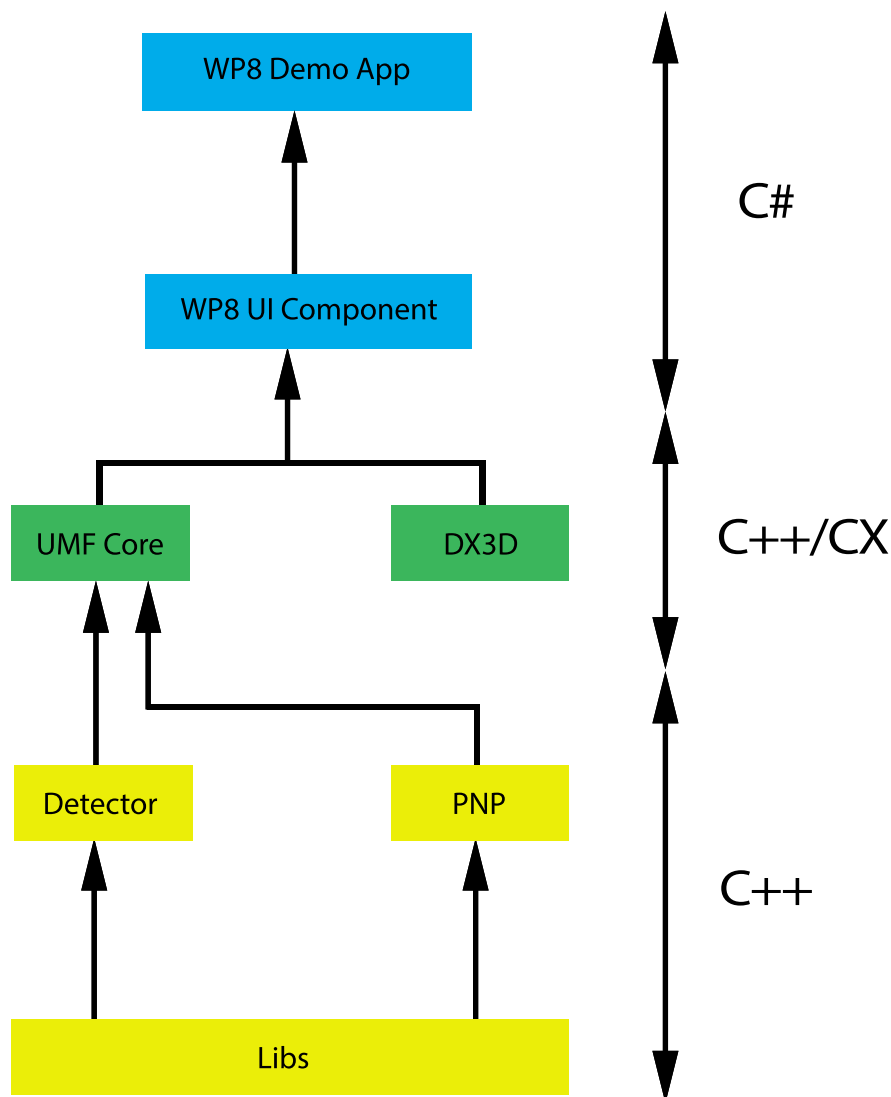 WP8 Demo App
C#
WP8 UI Component
UMF Core
DX3D
C++/CX
Detector
PNP
C++
Libs